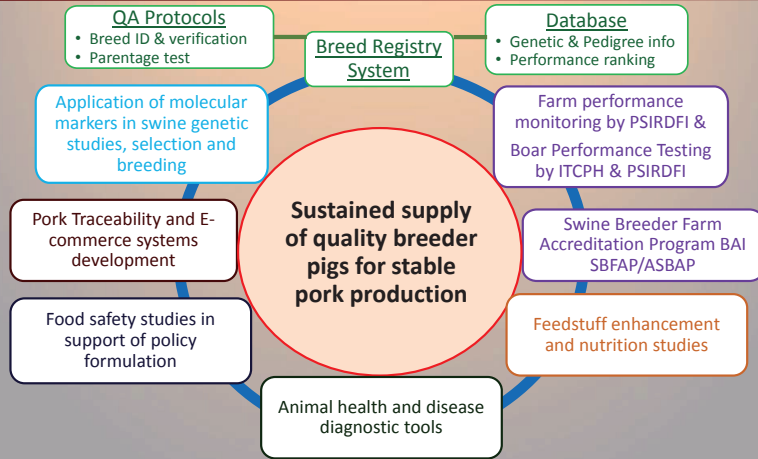 QA Protocols
• Breed ID & verification
• Parentage test
Breed Registry
System
Database
• Genetic & Pedigree info
• Performance ranking
Application of molecular
markers in swine genetic
studies, selection and
breeding
Farm performance
monitoring by PSIRDFI &
Boar Performance Testing
by ITCPH & PSIRDFI
Pork Traceability and E-
commerce systems
development
Sustained supply
of quality breeder
pigs for stable
pork production
Swine Breeder Farm
Accreditation Program BAI
SBFAP/ASBAP
Food safety studies in
support of policy
formulation
Feedstuff enhancement
and nutrition studies
Animal health and disease
diagnostic tools